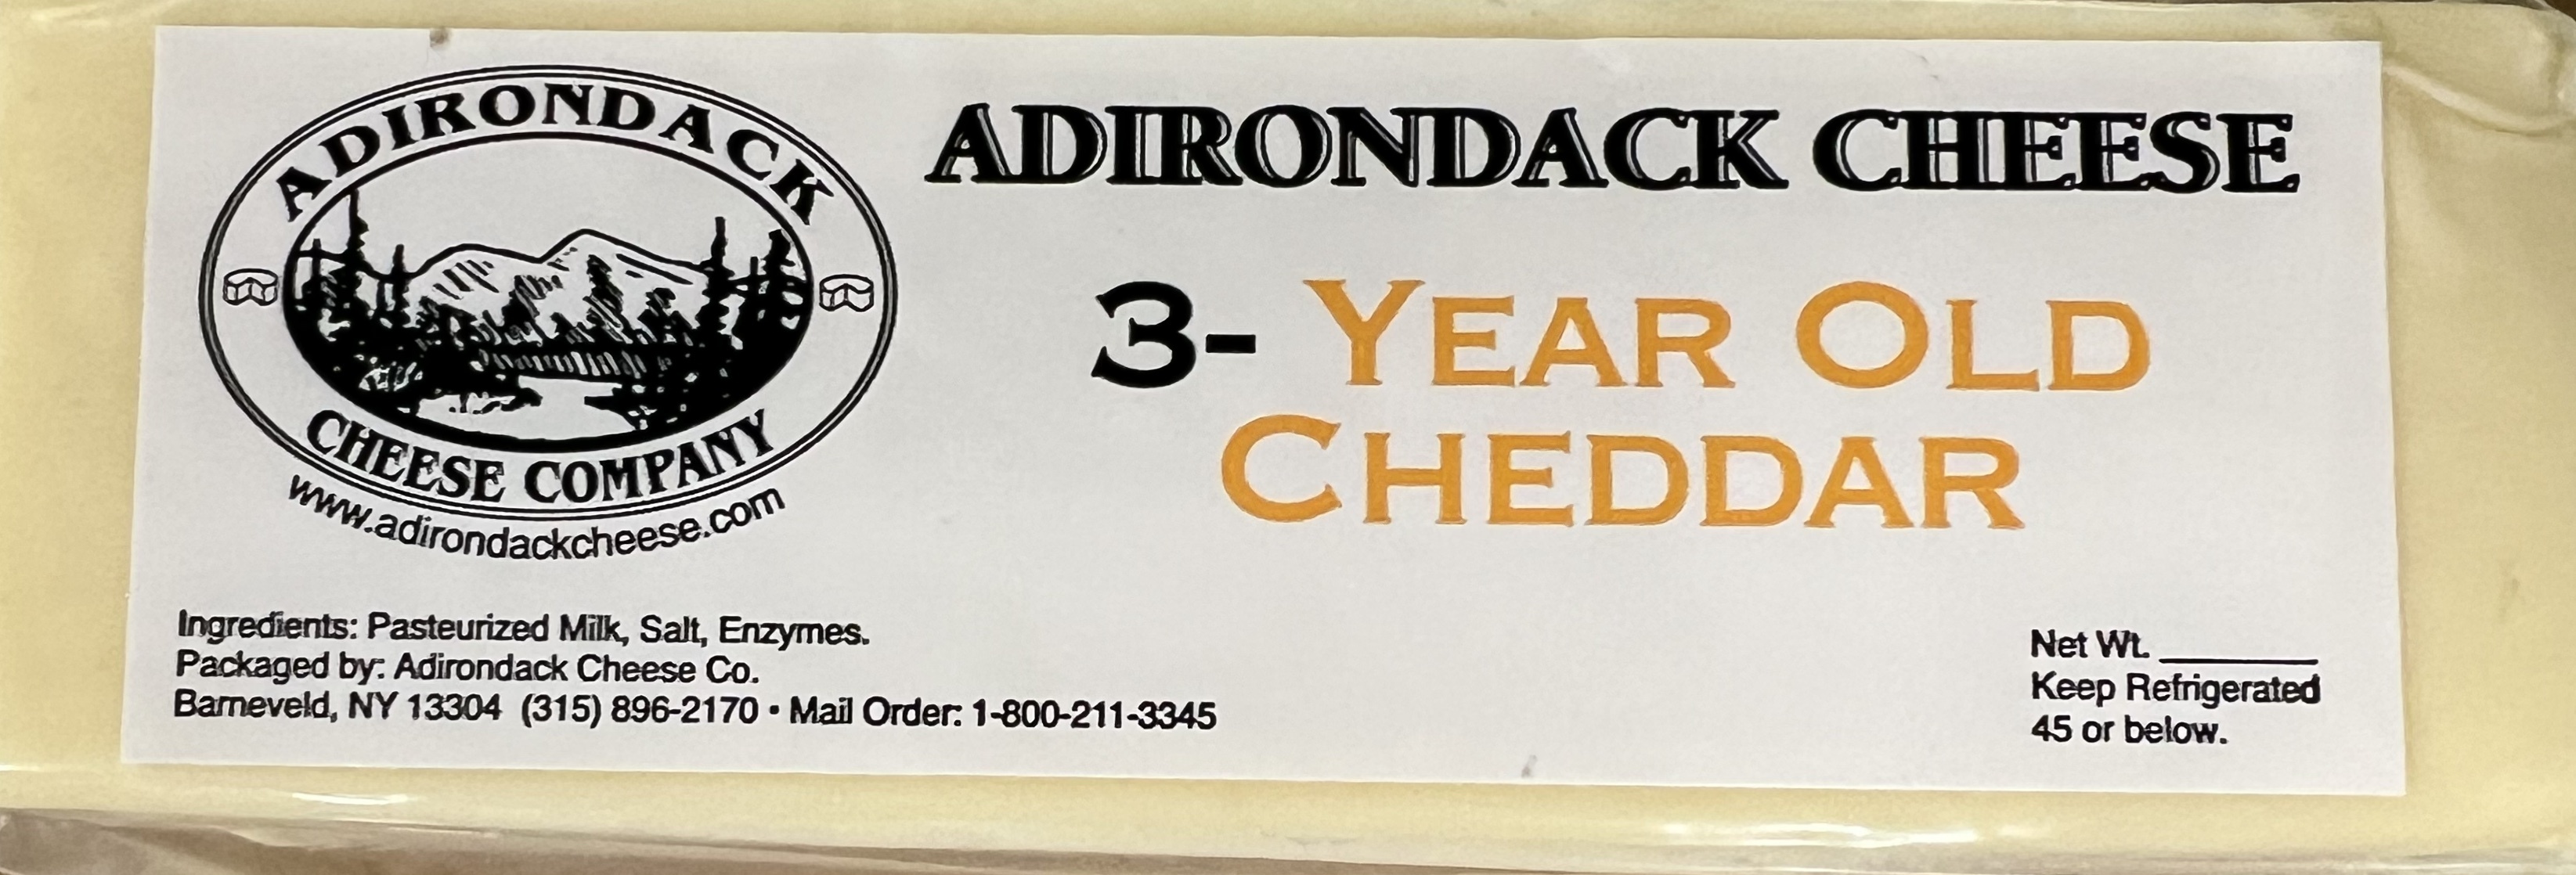 ADIRONDACK
CHEESE COMPANY
www.adirondackcheese.com
ADIRONDACK CHEESE
3- YEAR OLD
CHEDDAR
Ingredients: Pasteurized Milk, Salt, Enzymes.
Packaged by: Adirondack Cheese Co.
Barneveld, NY 13304 (315) 896-2170 • Mail Order: 1-800-211-3345
Net Wt. ________
Keep Refrigerated
45 or below.